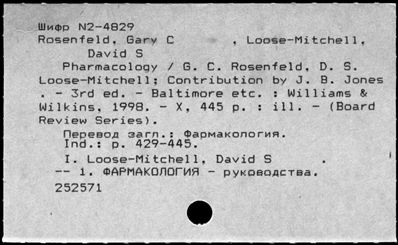 Шифр N2-4829
Rosenfeld, Gary C , Loose-Mitchell,
David S
Pharmacology / G. C. Rosenfeld, D. S.
Loose-Mitchell; Contribution by J. B. Jones
. - 3rd ed. - Baltimore etc. : Williams &
Wilkins, 1998. - X, 445 p. : ill. - (Board
Review Series).
Перевод загл.: Фармакология.
Ind.: p. 429-445.
I. Loose-Mitchell, David S .
-- 1. ФАРМАКОЛОГИЯ - руководства.
252571